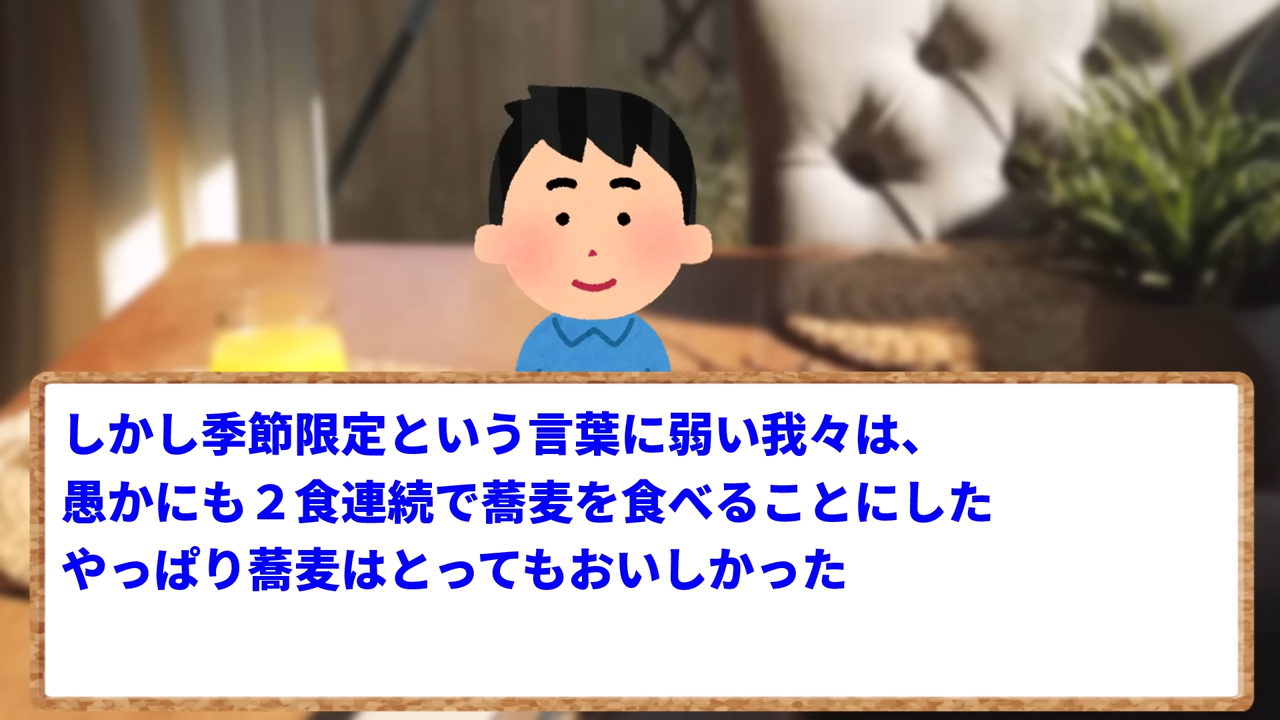 しかし季節限定という言葉に弱い我々は、
愚かにも２食連続で蕎麦を食べることにした
やっぱり蕎麦はとってもおいしかった